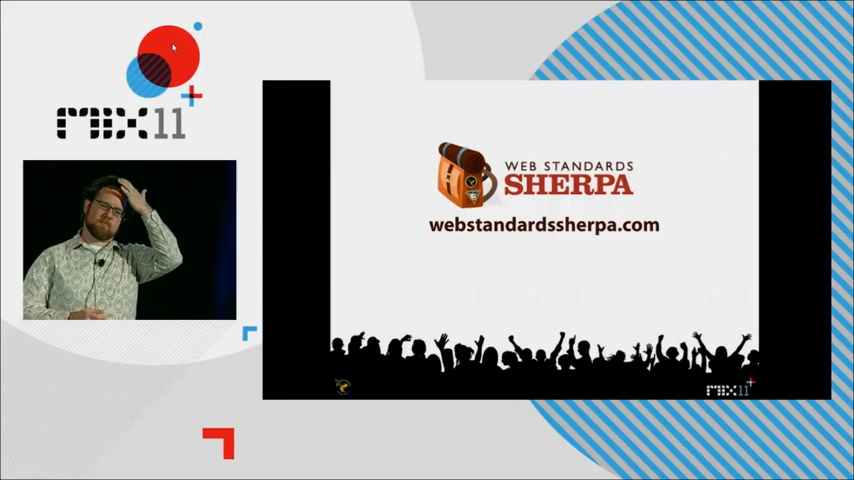 MIX11
WEB STANDARDS
SHERPA
webstandardssherpa.com
MIX11